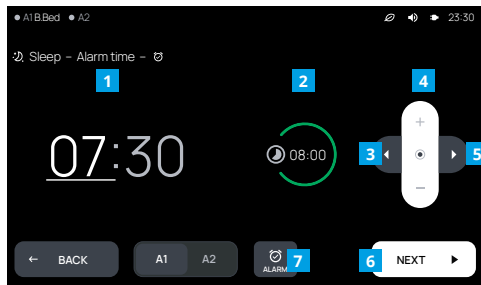 A1 B.Bed A2 23:30
Sleep – Alarm time –
1 2 4
07:30 08:00 3 5
BACK A1 A2 ALARM 7 6 NEXT